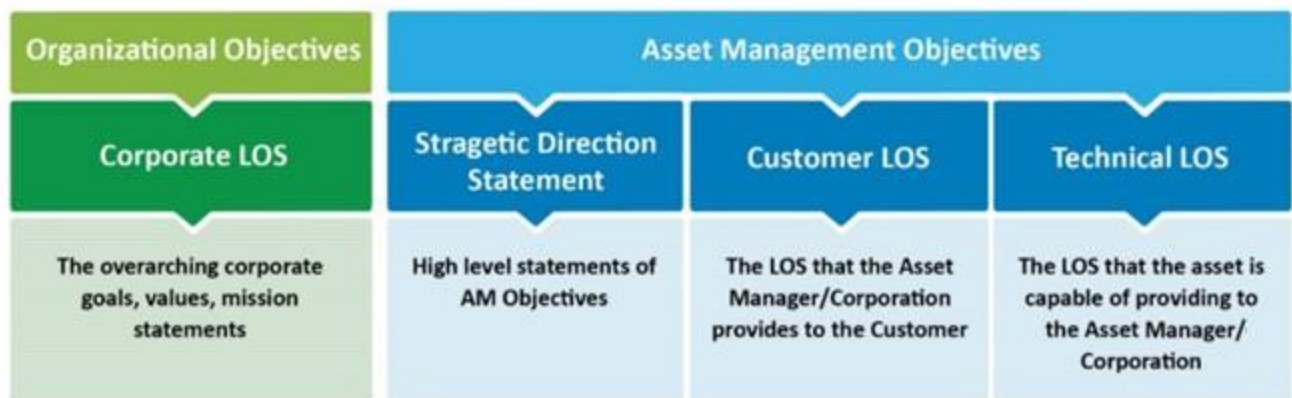 Organizational Objectives
Asset Management Objectives
Corporate LOS
Stragetic Direction
Statement
Customer LOS
Technical LOS
The overarching corporate
goals, values, mission
statements
High level statements of
AM Objectives
The LOS that the Asset
Manager/Corporation
provides to the Customer
The LOS that the asset is
capable of providing to
the Asset Manager/
Corporation